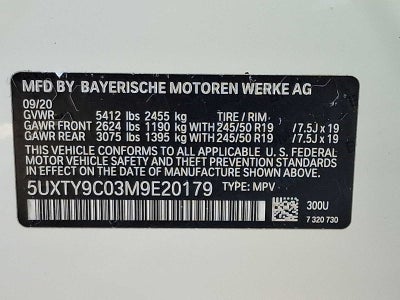 MFD BY BAYERISCHE MOTOREN WERKE AG
09/20
GVWR 5412 lbs 2455 kg TIRE / RIM
GAWR FRONT 2624 lbs 1190 kg WITH 245/50 R19 / 7.5J x 19
GAWR REAR 3075 lbs 1395 kg WITH 245/50 R19 / 7.5J x 19
THIS VEHICLE CONFORMS TO ALL APPLICABLE U.S. FEDERAL
MOTOR VEHICLE SAFETY STANDARDS IN EFFECT ON THE
DATE OF MANUFACTURE SHOWN ABOVE.
5UXTY9C03M9E20179 TYPE: MPV
300U
7 320 730